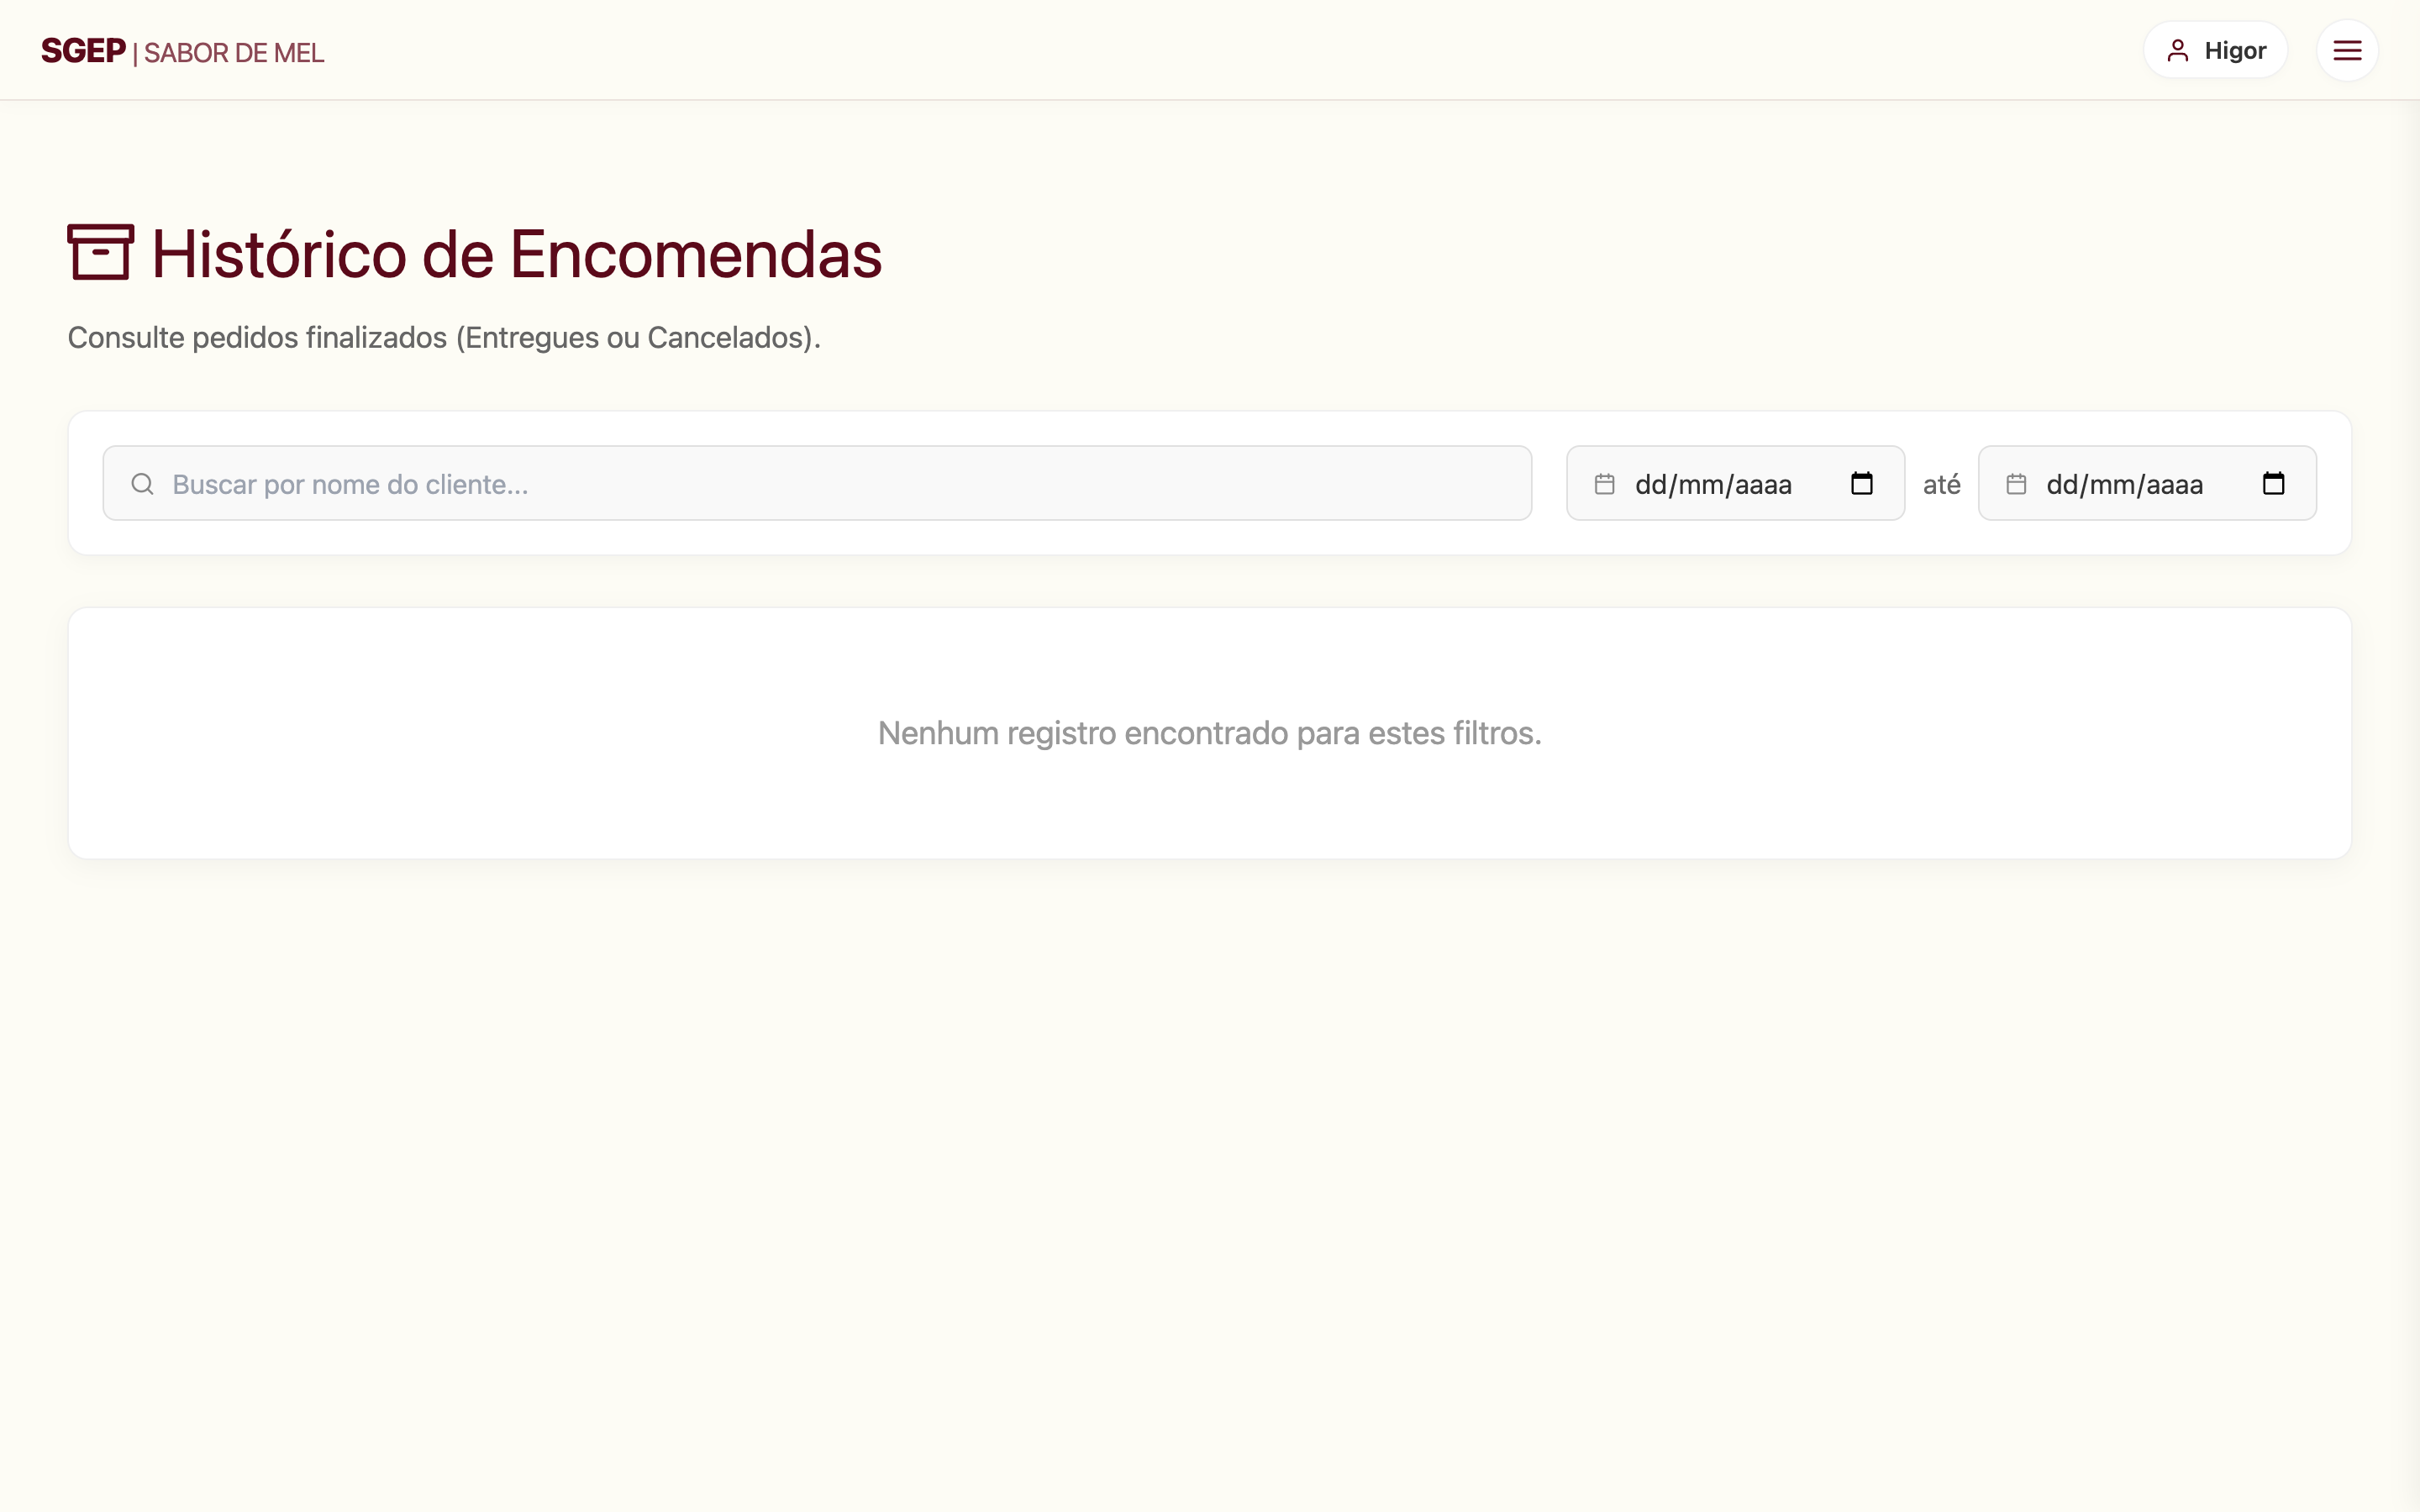 SGEP | SABOR DE MEL
Higor
Histórico de Encomendas
Consulte pedidos finalizados (Entregues ou Cancelados).
Buscar por nome do cliente...
dd/mm/aaaa até dd/mm/aaaa
Nenhum registro encontrado para estes filtros.